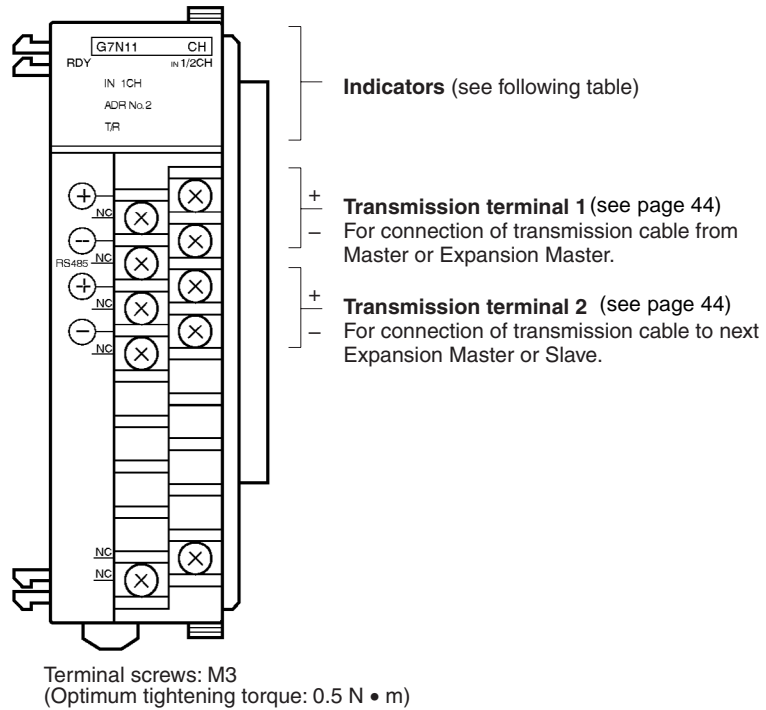 G7N11 CH
RDY IN 1/2CH
IN 1CH
ADR No.2
T/R
Indicators (see following table)
+
NC
+
Transmission terminal 1 (see page 44)
–
For connection of transmission cable from
Master or Expansion Master.
--
RS485
NC
+
NC
+
Transmission terminal 2 (see page 44)
–
For connection of transmission cable to next
Expansion Master or Slave.
–
NC
NC
NC
Terminal screws: M3
(Optimum tightening torque: 0.5 N • m)